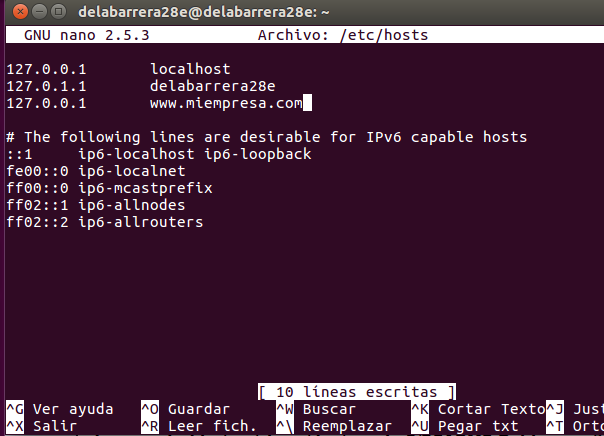 delabarrera28e@delabarrera28e: ~
GNU nano 2.5.3 Archivo: /etc/hosts
127.0.0.1 localhost
127.0.1.1 delabarrera28e
127.0.0.1 www.miempresa.com
# The following lines are desirable for IPv6 capable hosts
::1 ip6-localhost ip6-loopback
fe00::0 ip6-localnet
ff00::0 ip6-mcastprefix
ff02::1 ip6-allnodes
ff02::2 ip6-allrouters
[ 10 líneas escritas ]
^G Ver ayuda ^O Guardar ^W Buscar ^K Cortar Texto ^J Just
^X Salir ^R Leer fich. ^\ Reemplazar ^U Pegar txt ^T Orto